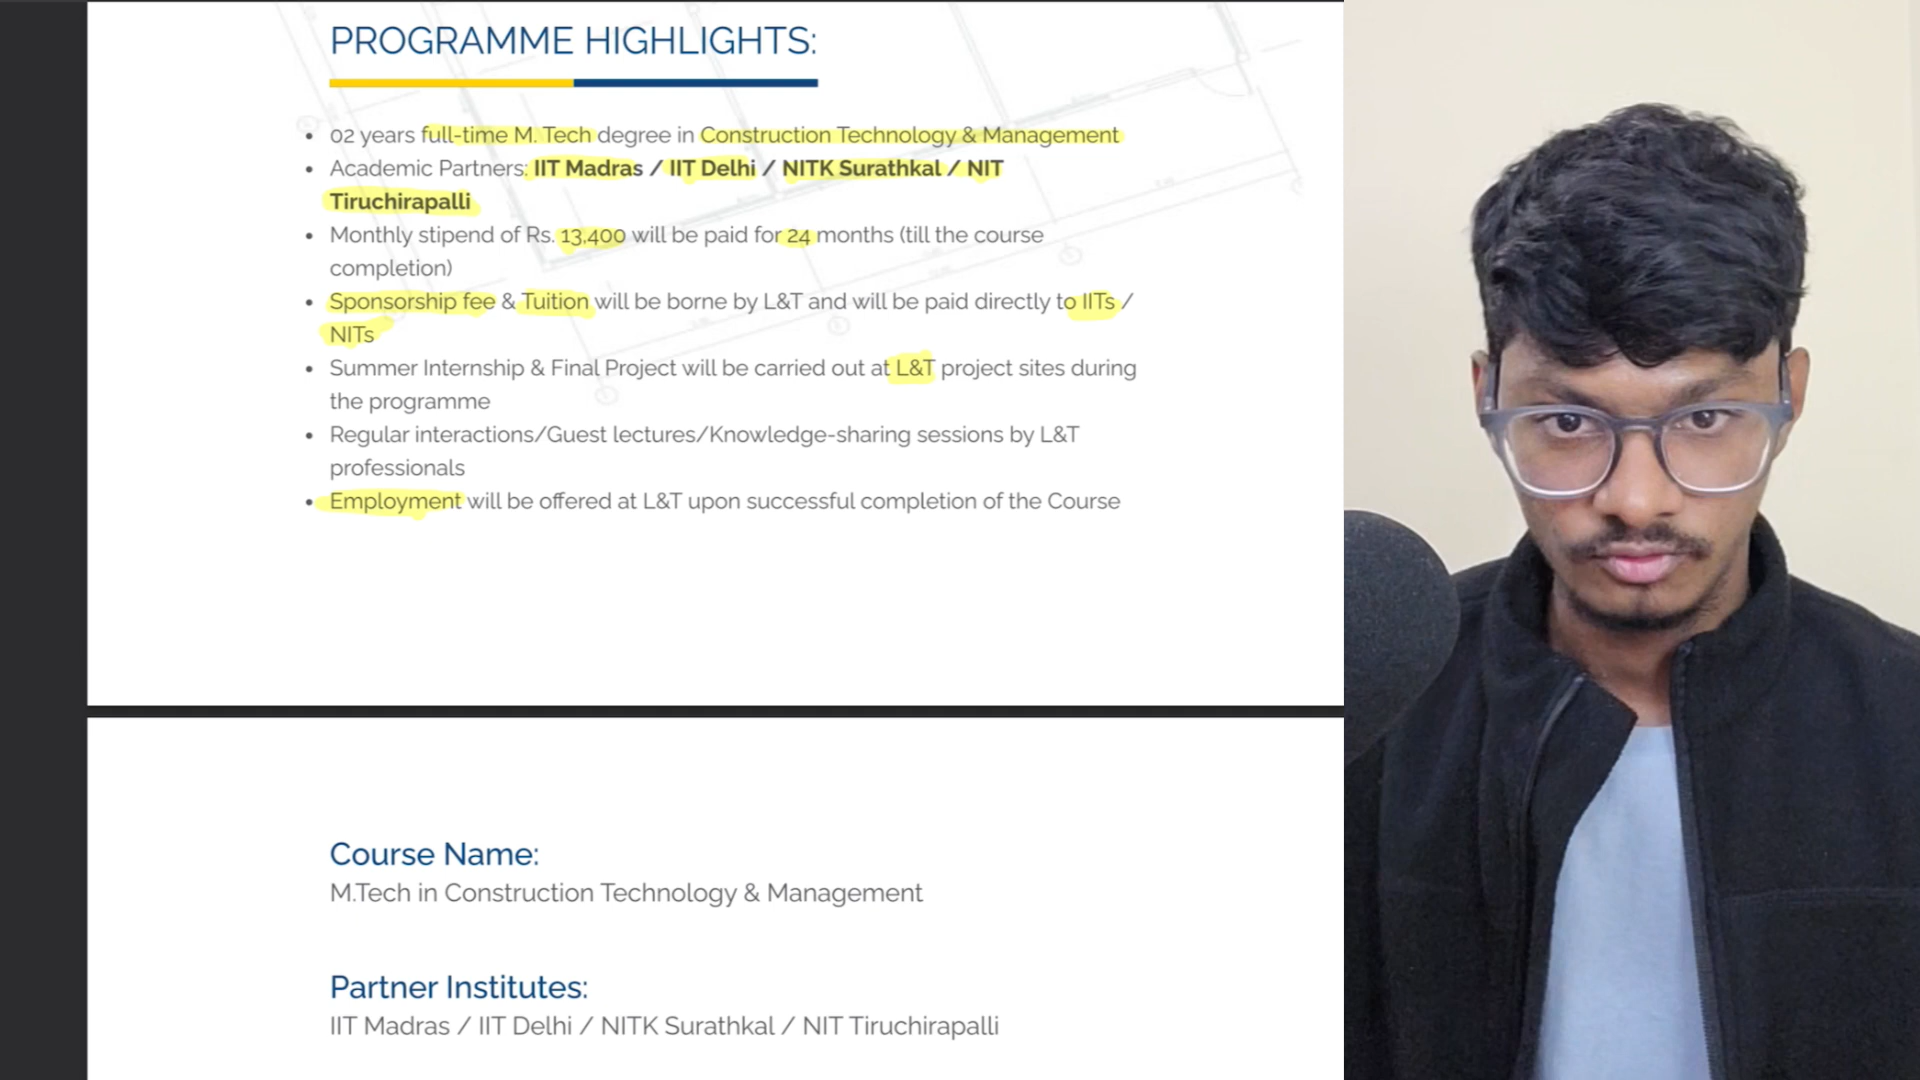 PROGRAMME HIGHLIGHTS:
• 02 years full-time M. Tech degree in Construction Technology & Management
• Academic Partners: IIT Madras / IIT Delhi / NITK Surathkal / NIT
Tiruchirapalli
• Monthly stipend of Rs. 13,400 will be paid for 24 months (till the course
completion)
• Sponsorship fee & Tuition will be borne by L&T and will be paid directly to IITs /
NITs
• Summer Internship & Final Project will be carried out at L&T project sites during
the programme
• Regular interactions/Guest lectures/Knowledge-sharing sessions by L&T
professionals
• Employment will be offered at L&T upon successful completion of the Course
Course Name:
M.Tech in Construction Technology & Management
Partner Institutes:
IIT Madras / IIT Delhi / NITK Surathkal / NIT Tiruchirapalli